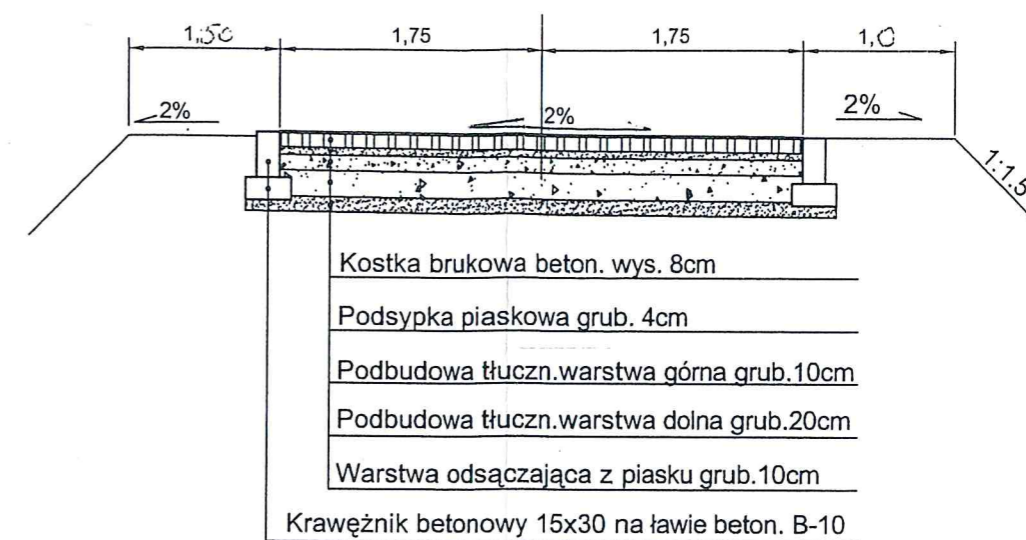 1,50 1,75 1,75 1,0
2% 2% 2%
1:1.5
Kostka brukowa beton. wys. 8cm
Podsypka piaskowa grub. 4cm
Podbudowa tłuczn.warstwa górna grub.10cm
Podbudowa tłuczn.warstwa dolna grub.20cm
Warstwa odsączająca z piasku grub.10cm
Krawężnik betonowy 15x30 na ławie beton. B-10